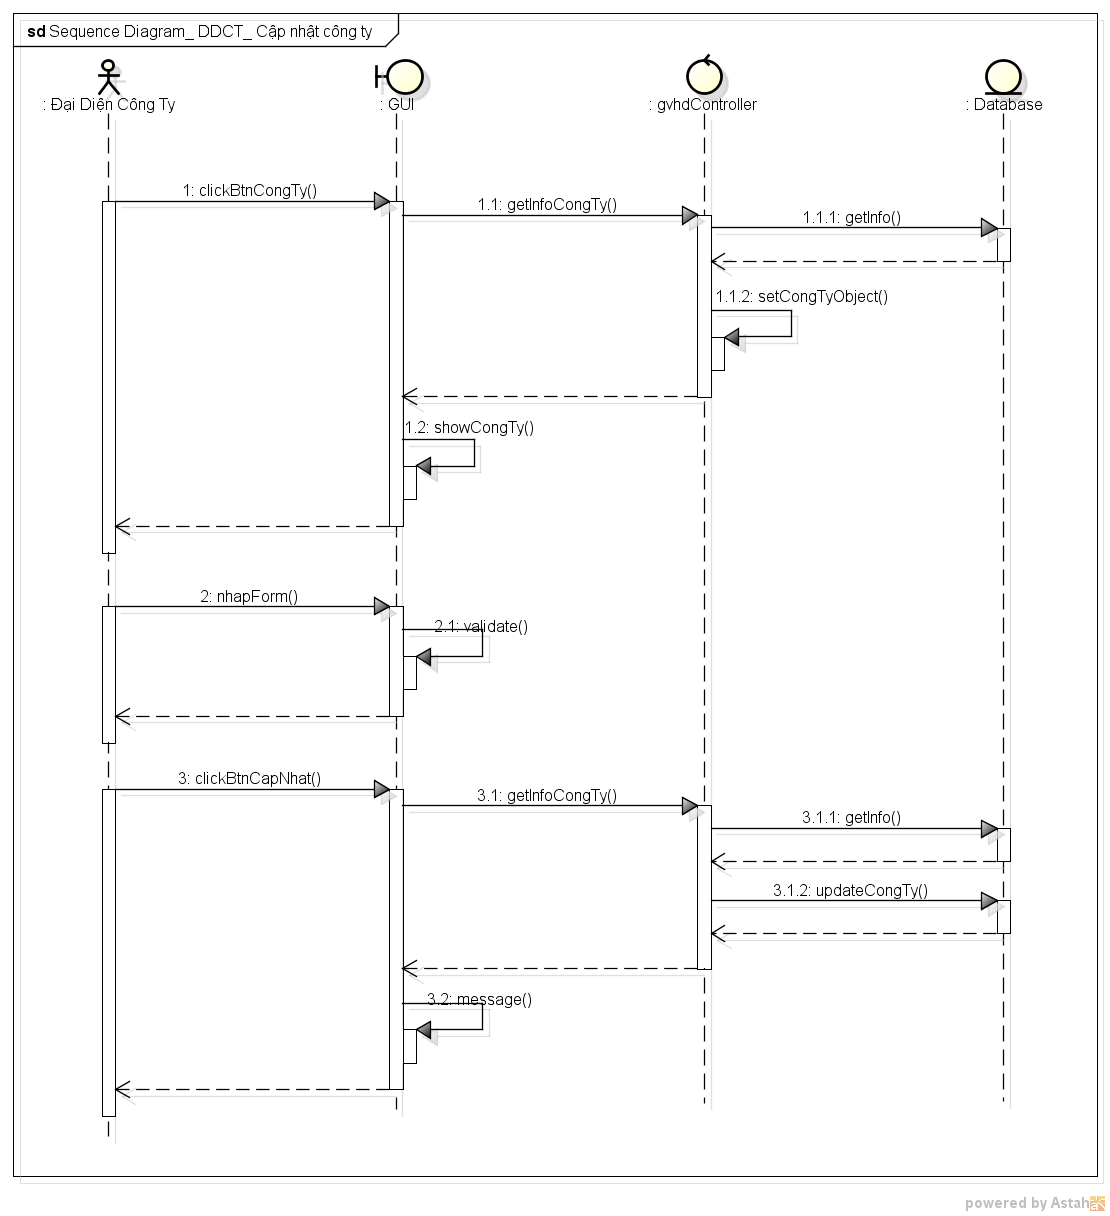 sd Sequence Diagram_ DDCT_ Cập nhật công ty
: Đại Diện Công Ty
: GUI
: gvhdController
: Database
1: clickBtnCongTy()
1.1: getInfoCongTy()
1.1.1: getInfo()
1.1.2: setCongTyObject()
1.2: showCongTy()
2: nhapForm()
2.1: validate()
3: clickBtnCapNhat()
3.1: getInfoCongTy()
3.1.1: getInfo()
3.1.2: updateCongTy()
3.2: message()
powered by Astah